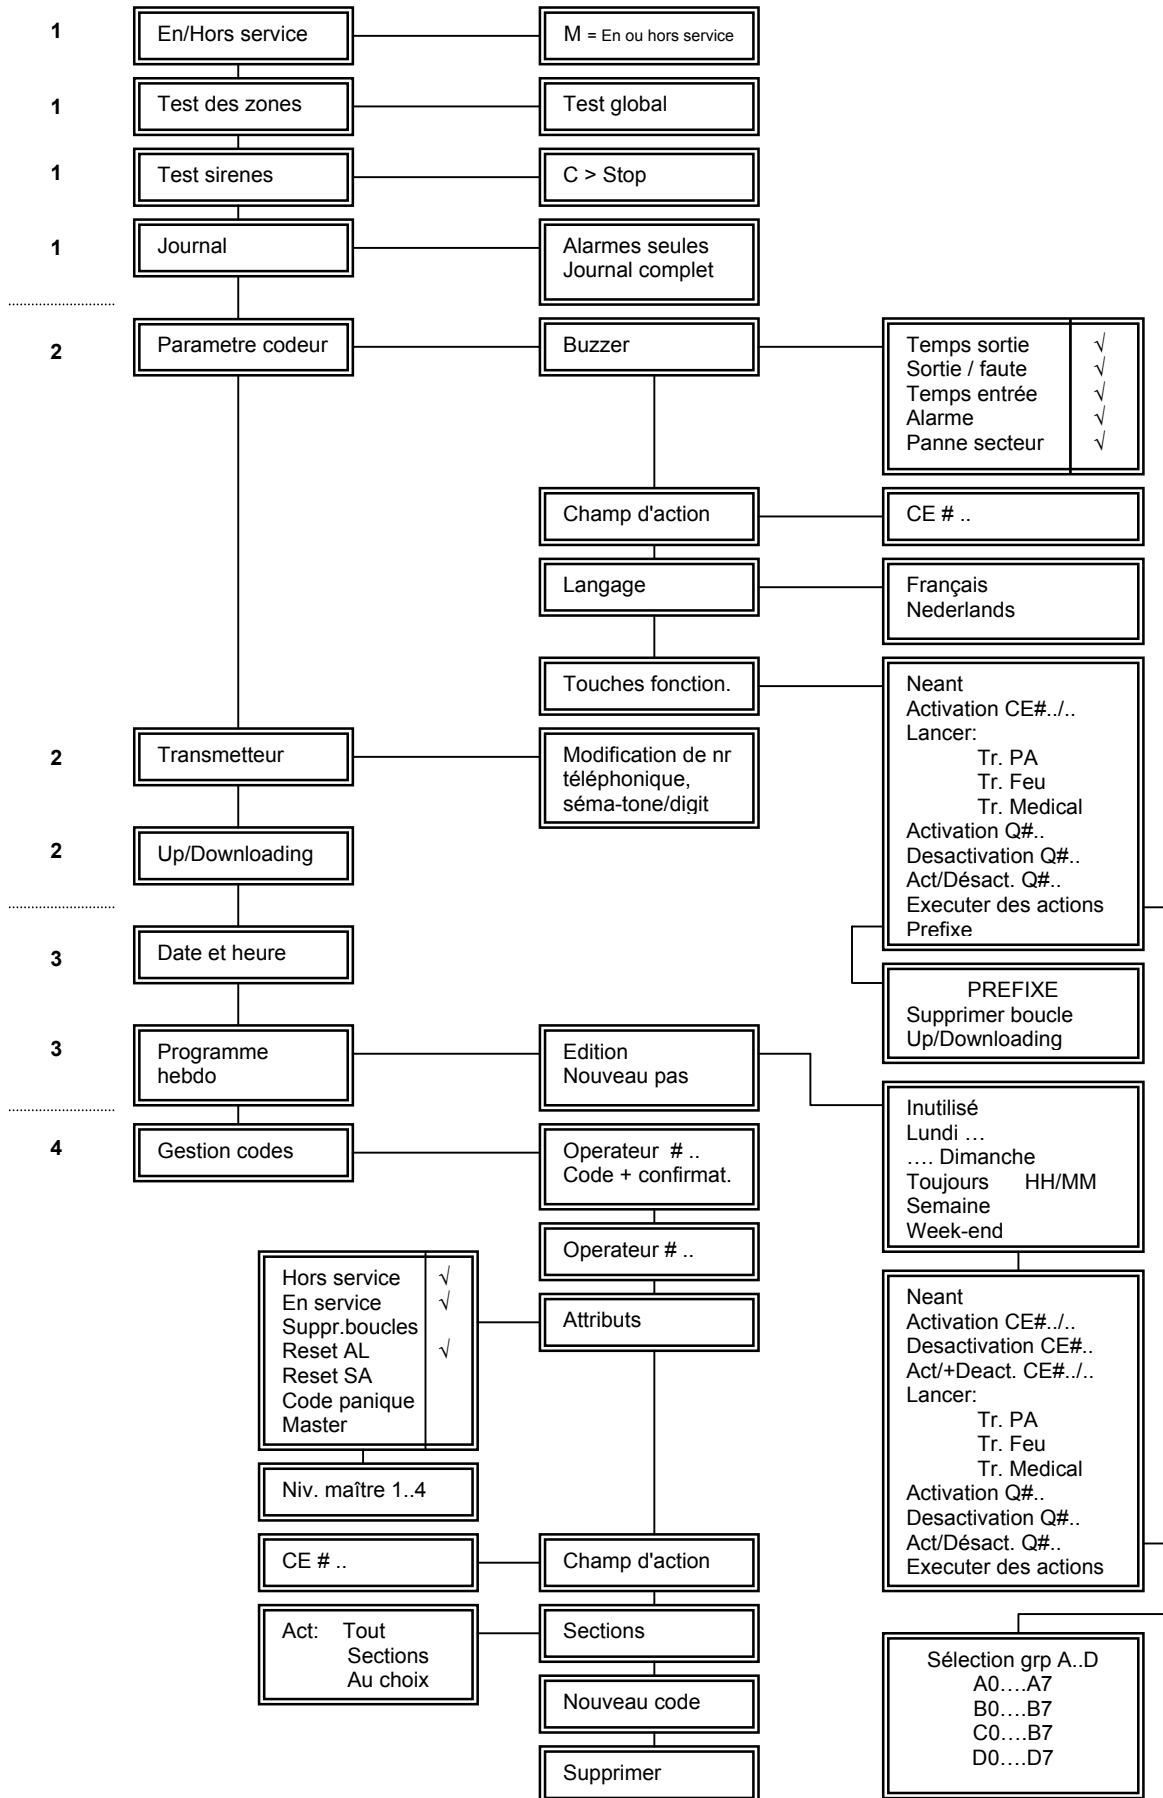 1
En/Hors service
M = En ou hors service
1
Test des zones
Test global
1
Test sirenes
C > Stop
1
Journal
Alarmes seules
Journal complet
2
Parametre codeur
Buzzer
Temps sortie √
Sortie / faute √
Temps entrée √
Alarme √
Panne secteur √
Champ d'action
CE # ..
Langage
Français
Nederlands
Touches fonction.
Neant
Activation CE#../..
Lancer:
Tr. PA
Tr. Feu
Tr. Medical
Activation Q#..
Desactivation Q#..
Act/Désact. Q#..
Executer des actions
Prefixe
2
Transmetteur
Modification de nr
téléphonique,
séma-tone/digit
2
Up/Downloading
3
Date et heure
PREFIXE
Supprimer boucle
Up/Downloading
3
Programme
hebdo
Edition
Nouveau pas
Inutilisé
Lundi …
…. Dimanche
Toujours HH/MM
Semaine
Week-end
4
Gestion codes
Operateur # ..
Code + confirmat.
Operateur # ..
Attributs
Hors service √
En service √
Suppr.boucles
Reset AL √
Reset SA
Code panique
Master
Niv. maître 1..4
Neant
Activation CE#../..
Desactivation CE#..
Act/+Deact. CE#../..
Lancer:
Tr. PA
Tr. Feu
Tr. Medical
Activation Q#..
Desactivation Q#..
Act/Désact. Q#..
Executer des actions
CE # ..
Champ d'action
Act: Tout
Sections
Au choix
Sections
Nouveau code
Supprimer
Sélection grp A..D
A0….A7
B0….B7
C0….B7
D0….D7